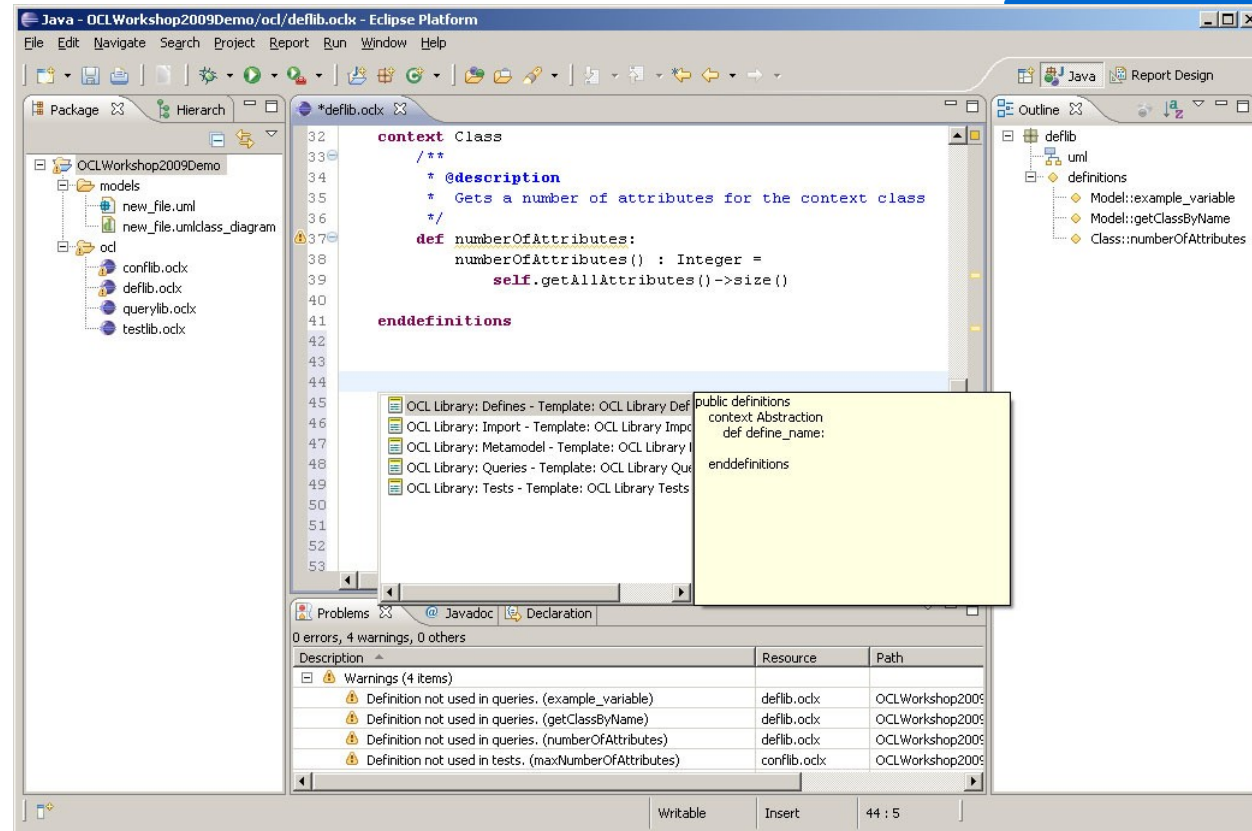 Java - OCLWorkshop2009Demo/ocl/deflib.oclx - Eclipse Platform
File Edit Navigate Search Project Report Run Window Help
Java Report Design
Package Hierarch
OCLWorkshop2009Demo
models
new_file.uml
new_file.umlclass_diagram
ocl
conflib.oclx
deflib.oclx
querylib.oclx
testlib.oclx
*deflib.oclx
32 context Class
33 /**
34 * @description
35 * Gets a number of attributes for the context class
36 */
37 def numberOfAttributes:
38 numberOfAttributes() : Integer =
39 self.getAllAttributes()->size()
40
41 enddefinitions
42
43
44
45
46
47
48
49
50
51
52
53
OCL Library: Defines - Template: OCL Library Def
OCL Library: Import - Template: OCL Library Impo
OCL Library: Metamodel - Template: OCL Library
OCL Library: Queries - Template: OCL Library Que
OCL Library: Tests - Template: OCL Library Tests
public definitions
context Abstraction
def define_name:
enddefinitions
Outline
deflib
uml
definitions
Model::example_variable
Model::getClassByName
Class::numberOfAttributes
Problems Javadoc Declaration
0 errors, 4 warnings, 0 others
Description Resource Path
Warnings (4 items)
Definition not used in queries. (example_variable) deflib.oclx OCLWorkshop2009
Definition not used in queries. (getClassByName) deflib.oclx OCLWorkshop2009
Definition not used in queries. (numberOfAttributes) deflib.oclx OCLWorkshop2009
Definition not used in tests. (maxNumberOfAttributes) conflib.oclx OCLWorkshop2009
Writable Insert 44 : 5